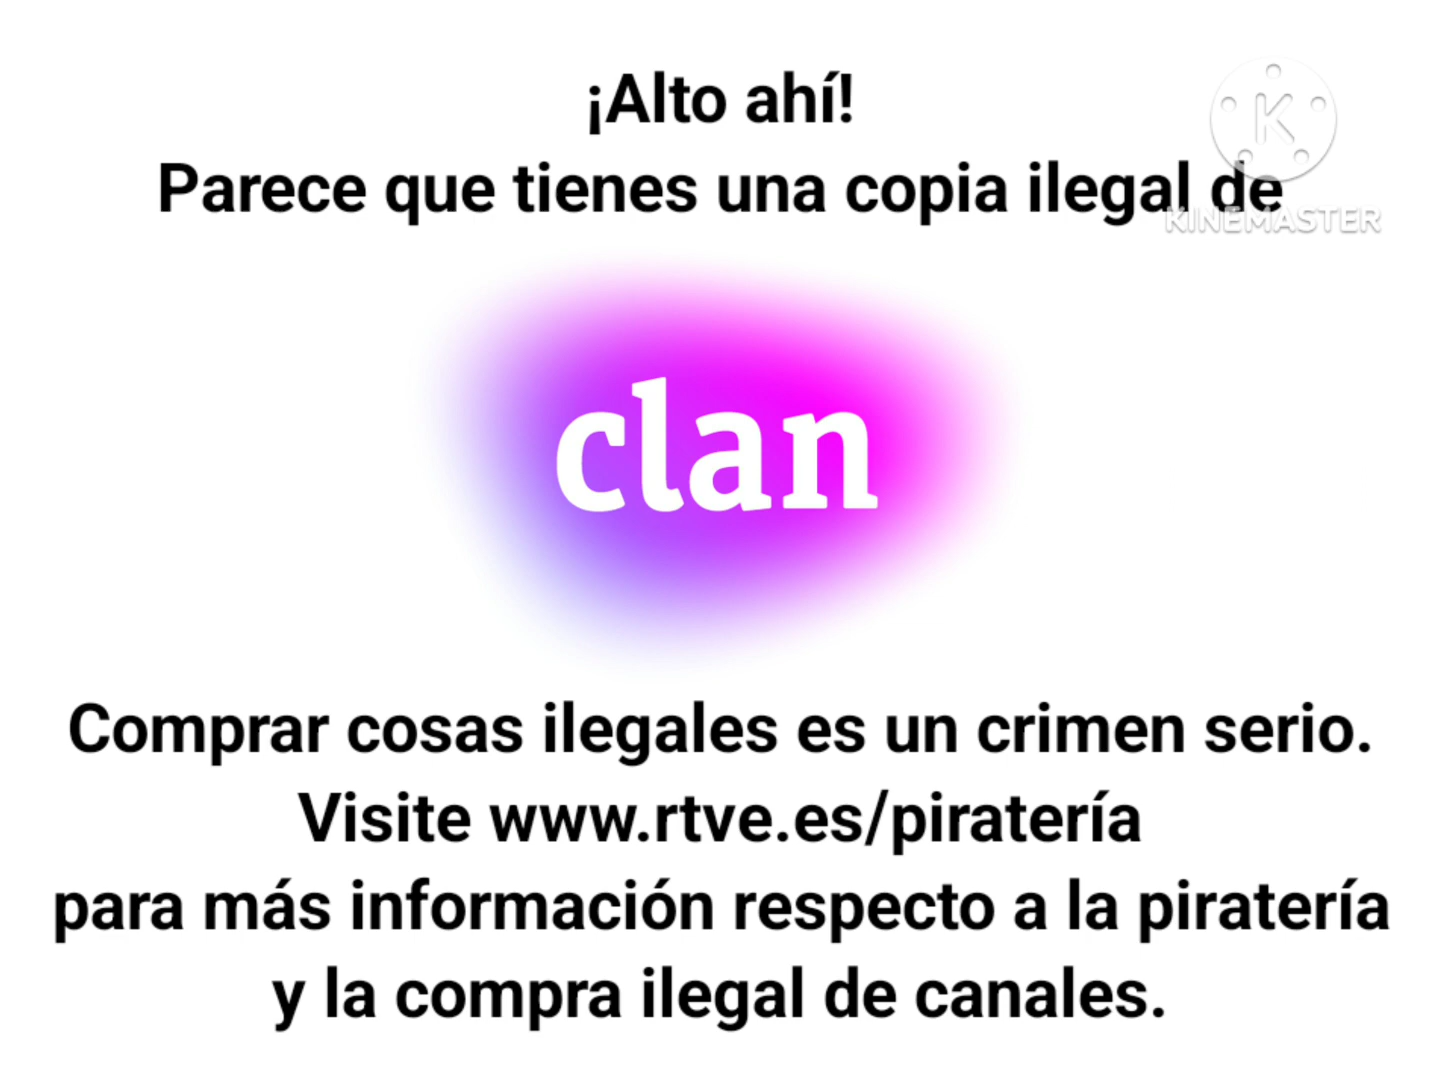 ¡Alto ahí!
Parece que tienes una copia ilegal de
K
KINEMASTER
clan
Comprar cosas ilegales es un crimen serio.
Visite www.rtve.es/piratería
para más información respecto a la piratería
y la compra ilegal de canales.